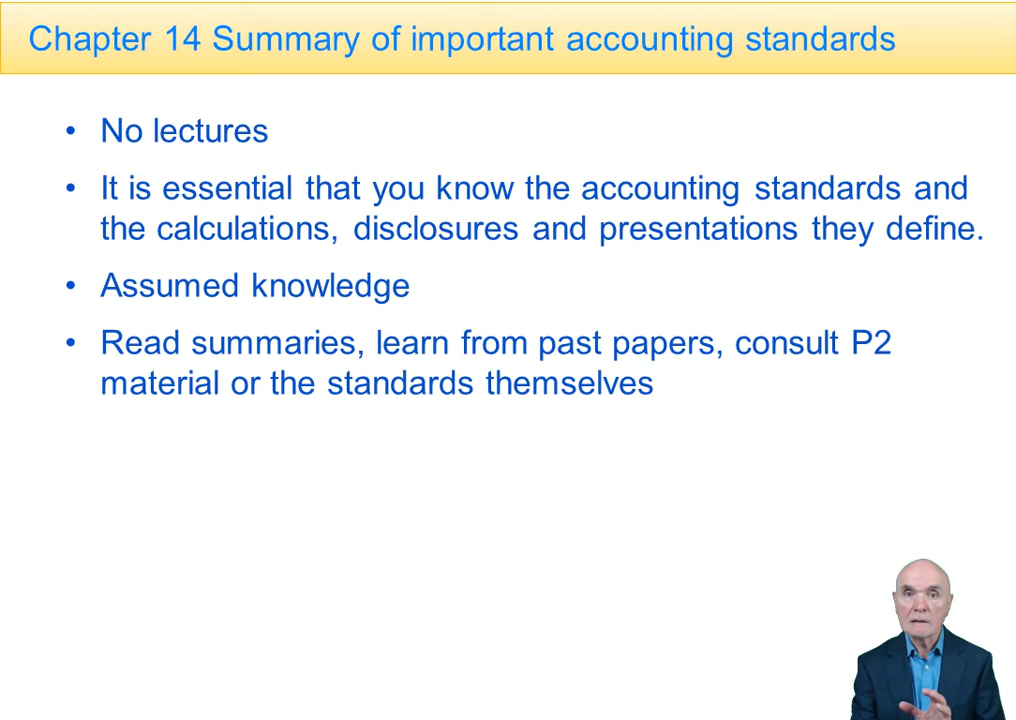 Chapter 14 Summary of important accounting standards
• No lectures
• It is essential that you know the accounting standards and
the calculations, disclosures and presentations they define.
• Assumed knowledge
• Read summaries, learn from past papers, consult P2
material or the standards themselves